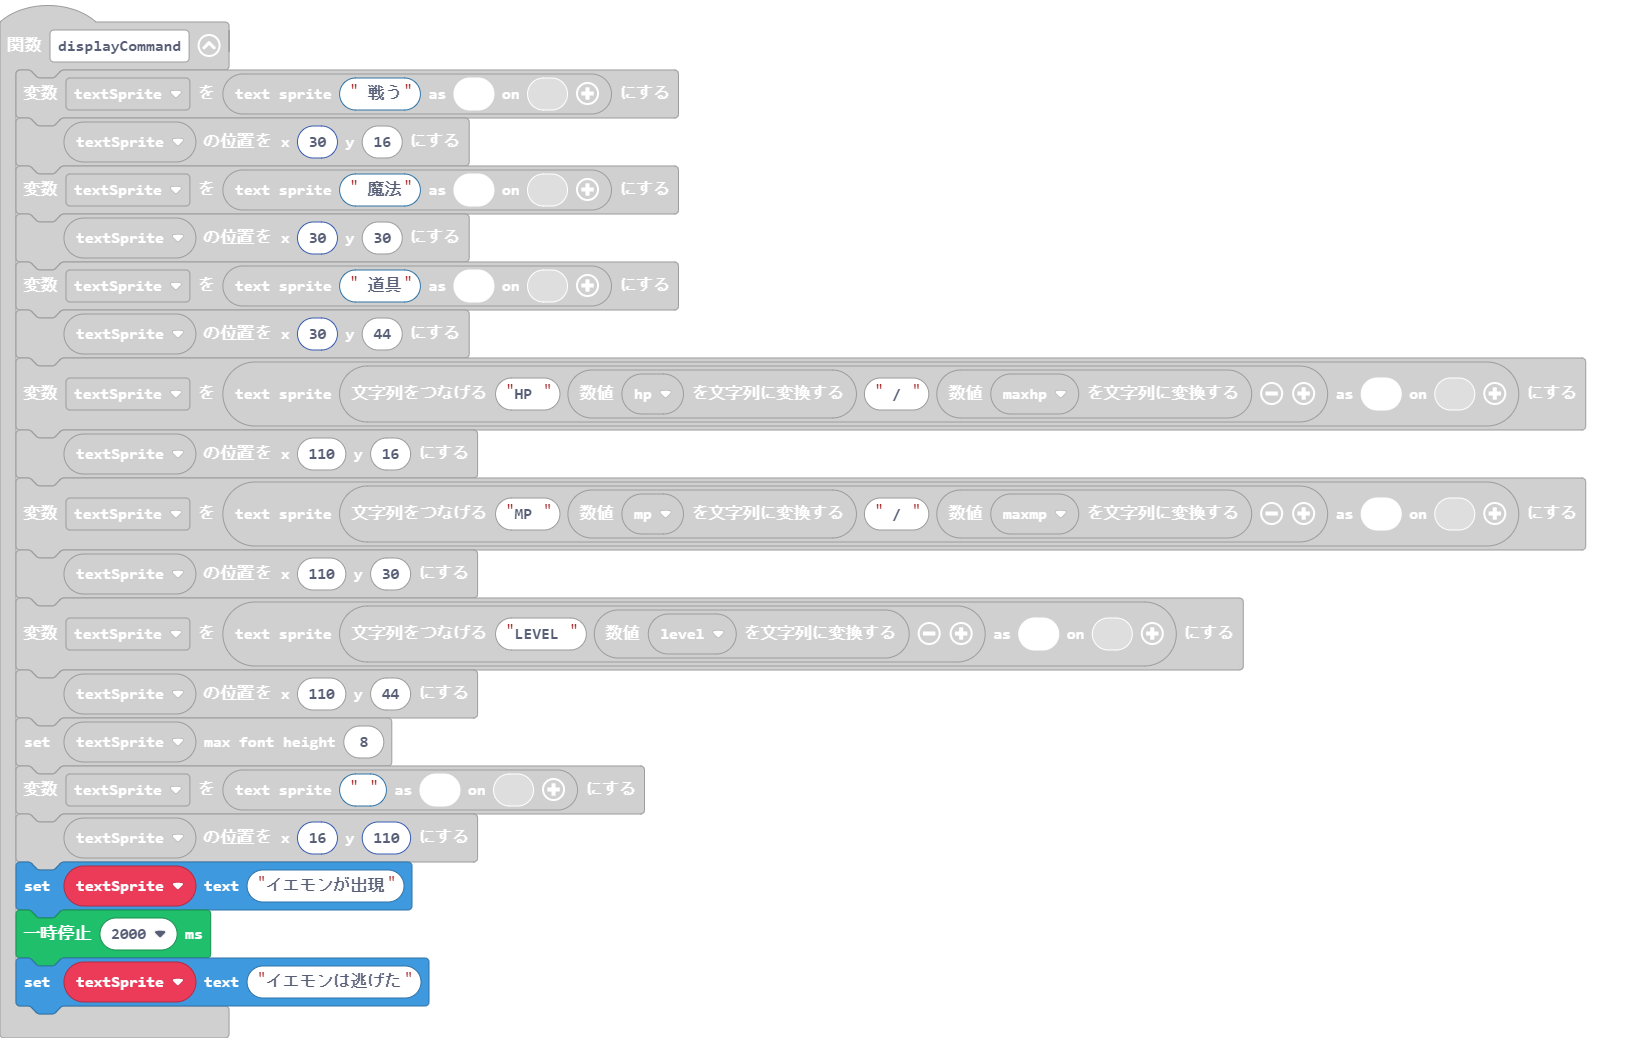 関数 displayCommand
変数 textSprite を text sprite " 戦う" as on にする
textSprite の位置を x 30 y 16 にする
変数 textSprite を text sprite " 魔法" as on にする
textSprite の位置を x 30 y 30 にする
変数 textSprite を text sprite " 道具" as on にする
textSprite の位置を x 30 y 44 にする
変数 textSprite を text sprite 文字列をつなげる "HP " 数値 hp を文字列に変換する " / " 数値 maxhp を文字列に変換する as on にする
textSprite の位置を x 110 y 16 にする
変数 textSprite を text sprite 文字列をつなげる "MP " 数値 mp を文字列に変換する " / " 数値 maxmp を文字列に変換する as on にする
textSprite の位置を x 110 y 30 にする
変数 textSprite を text sprite 文字列をつなげる "LEVEL " 数値 level を文字列に変換する as on にする
textSprite の位置を x 110 y 44 にする
set textSprite max font height 8
変数 textSprite を text sprite " " as on にする
textSprite の位置を x 16 y 110 にする
set textSprite text "イエモンが出現"
一時停止 2000 ms
set textSprite text "イエモンは逃げた"